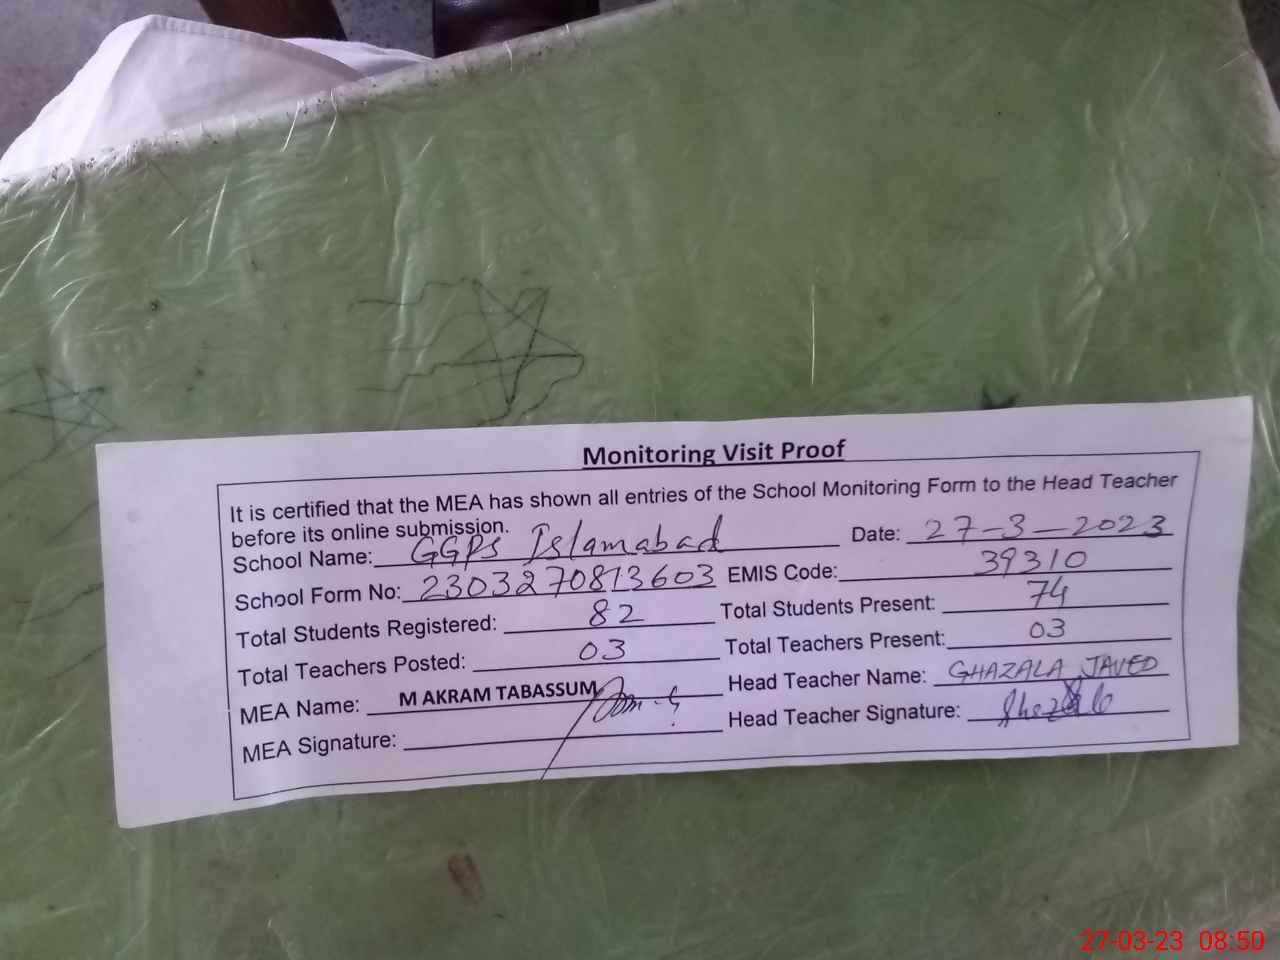 Monitoring Visit Proof
It is certified that the MEA has shown all entries of the School Monitoring Form to the Head Teacher
before its online submission.
School Name: GGPS Islamabad Date: 27-3-2023
School Form No: 2303270813603 EMIS Code: 39310
Total Students Registered: 82 Total Students Present: 74
Total Teachers Posted: 03 Total Teachers Present: 03
MEA Name: M AKRAM TABASSUM Head Teacher Name: GHAZALA JAVED
MEA Signature: Head Teacher Signature:
27-03-23 08:50